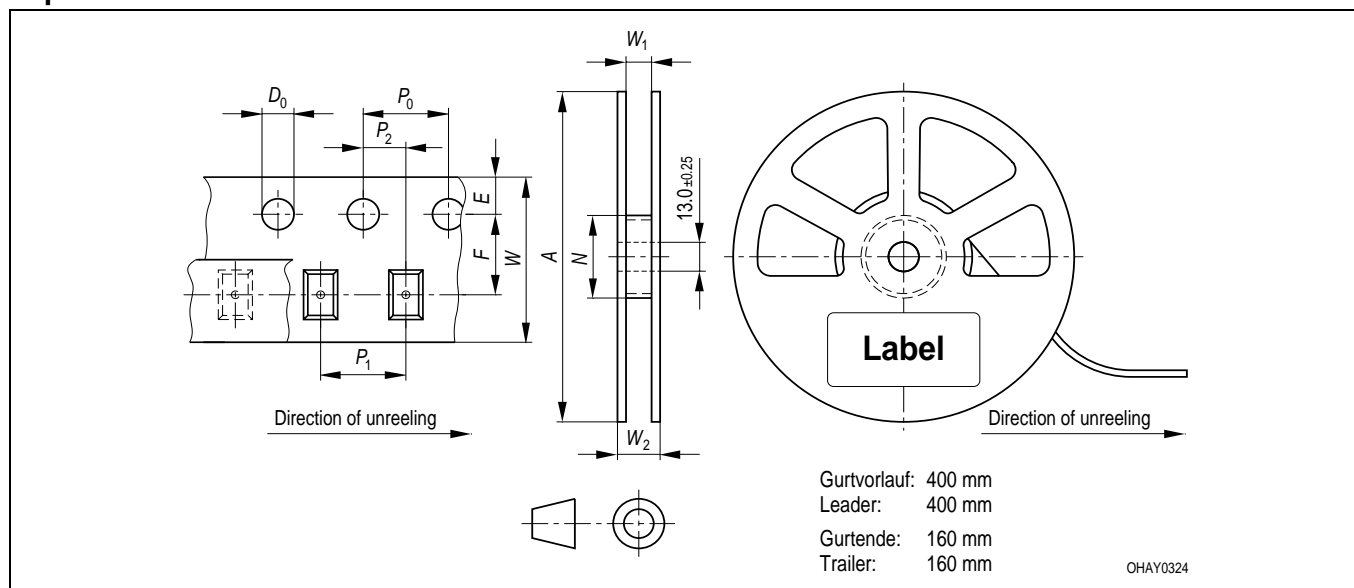 W₁
D₀
P₀
P₂
E
F
W
A
N
13.0 ±0.25
Label
P₁
Direction of unreeling
W₂
Direction of unreeling
Gurtvorlauf: 400 mm
Leader: 400 mm
Gurtende: 160 mm
Trailer: 160 mm
OHAY0324